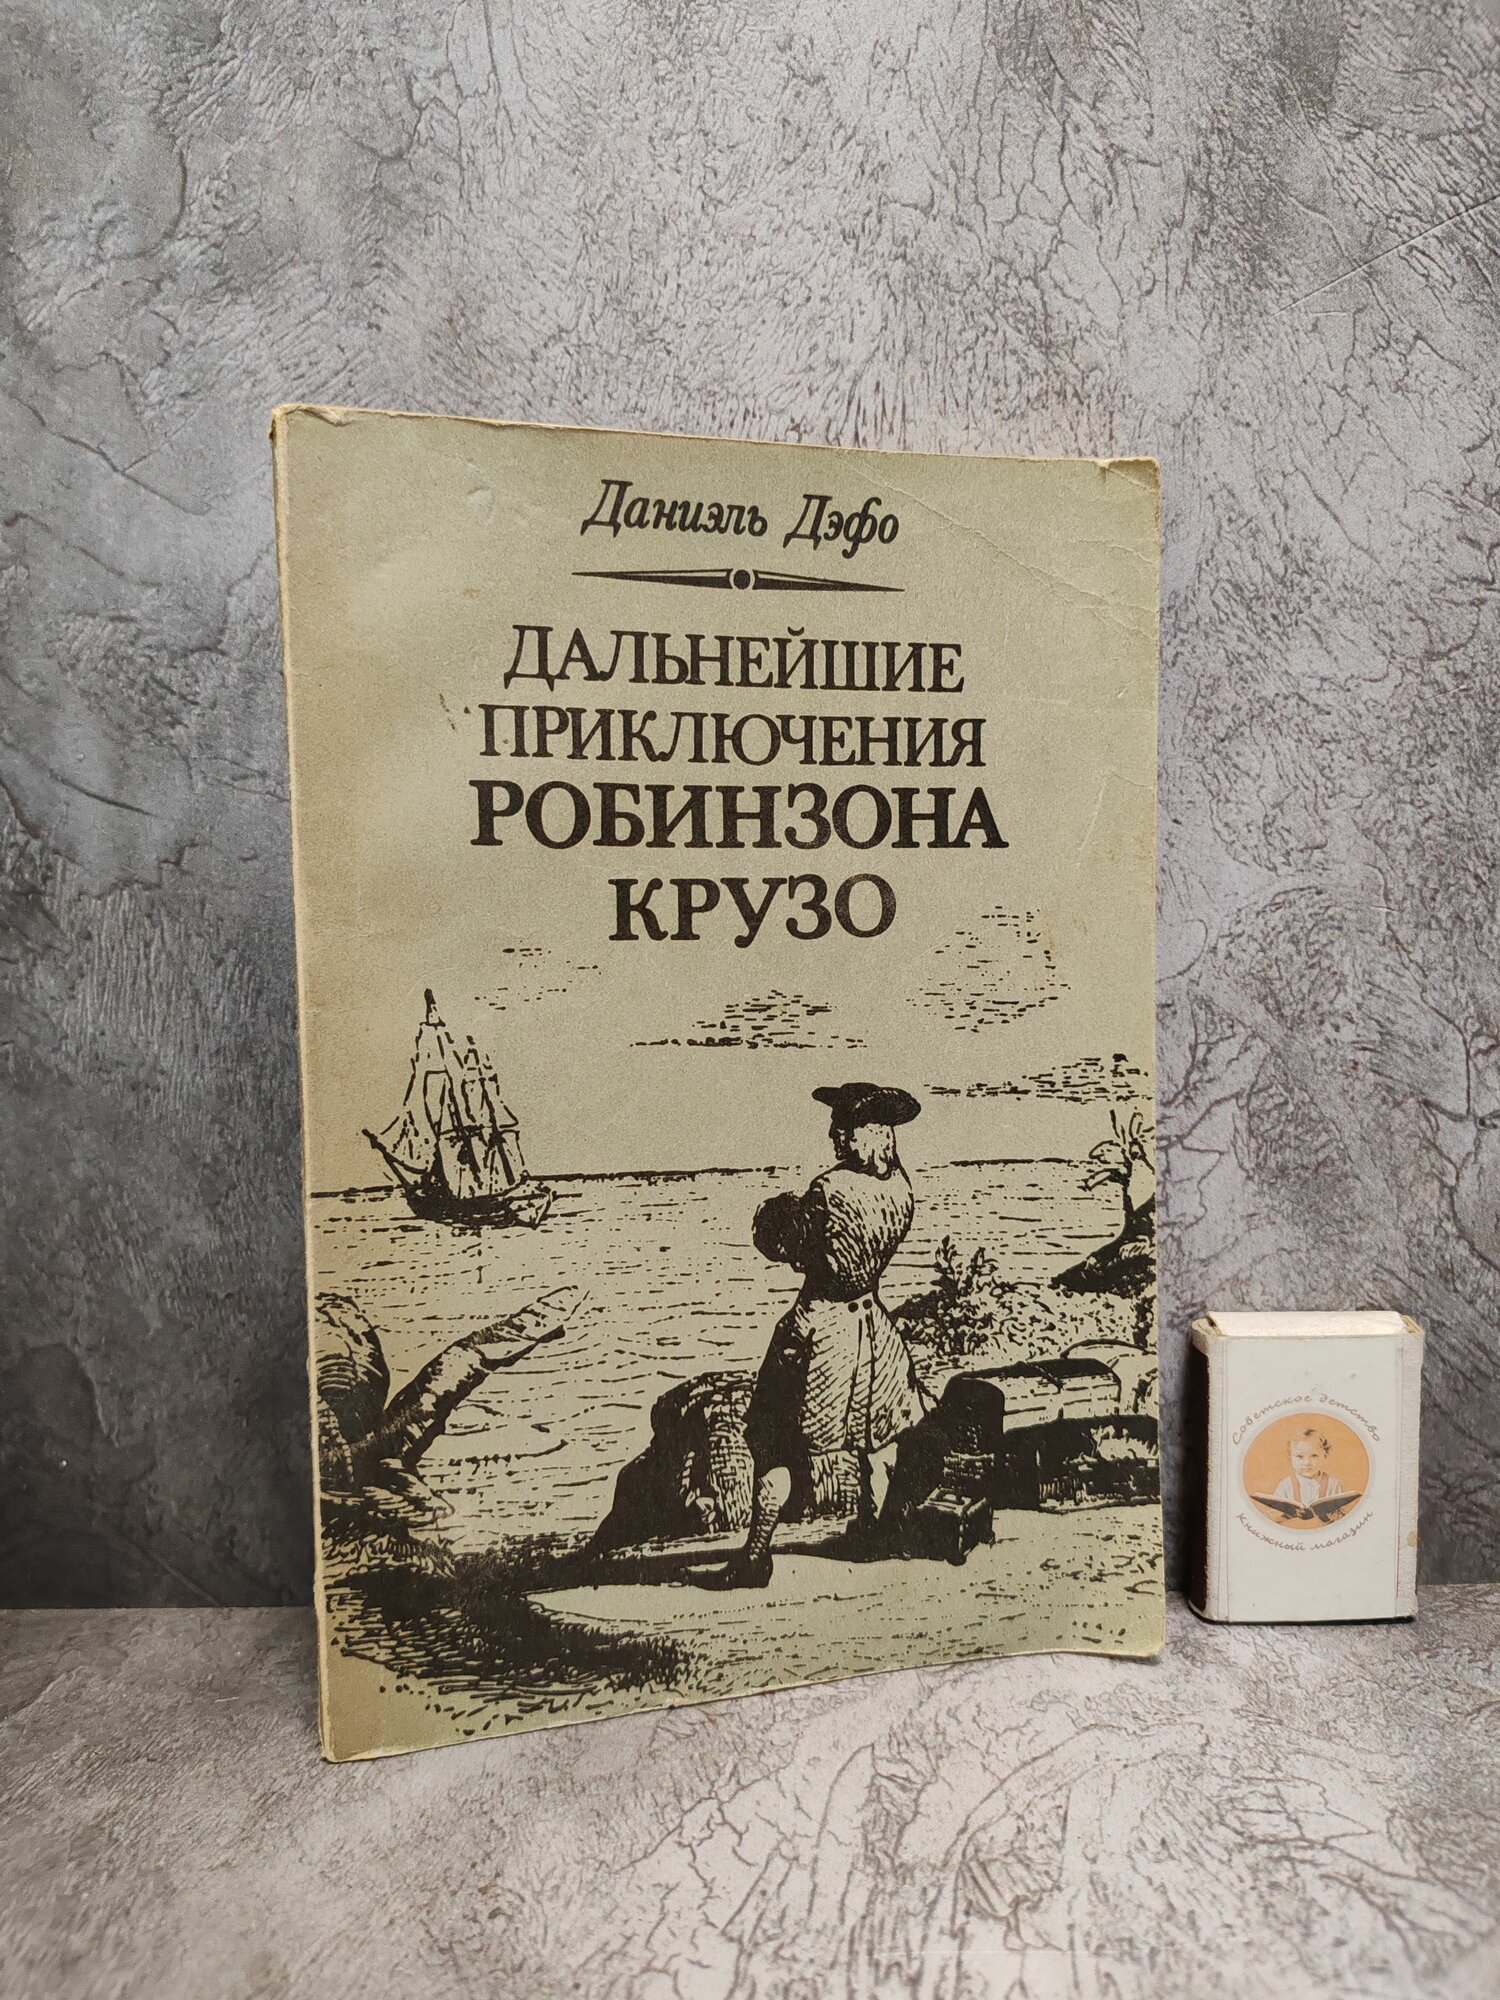 Даниэль Дэфо
ДАЛЬНЕЙШИЕ
ПРИКЛЮЧЕНИЯ
РОБИНЗОНА
КРУЗО
Советское детство
книжный магазин